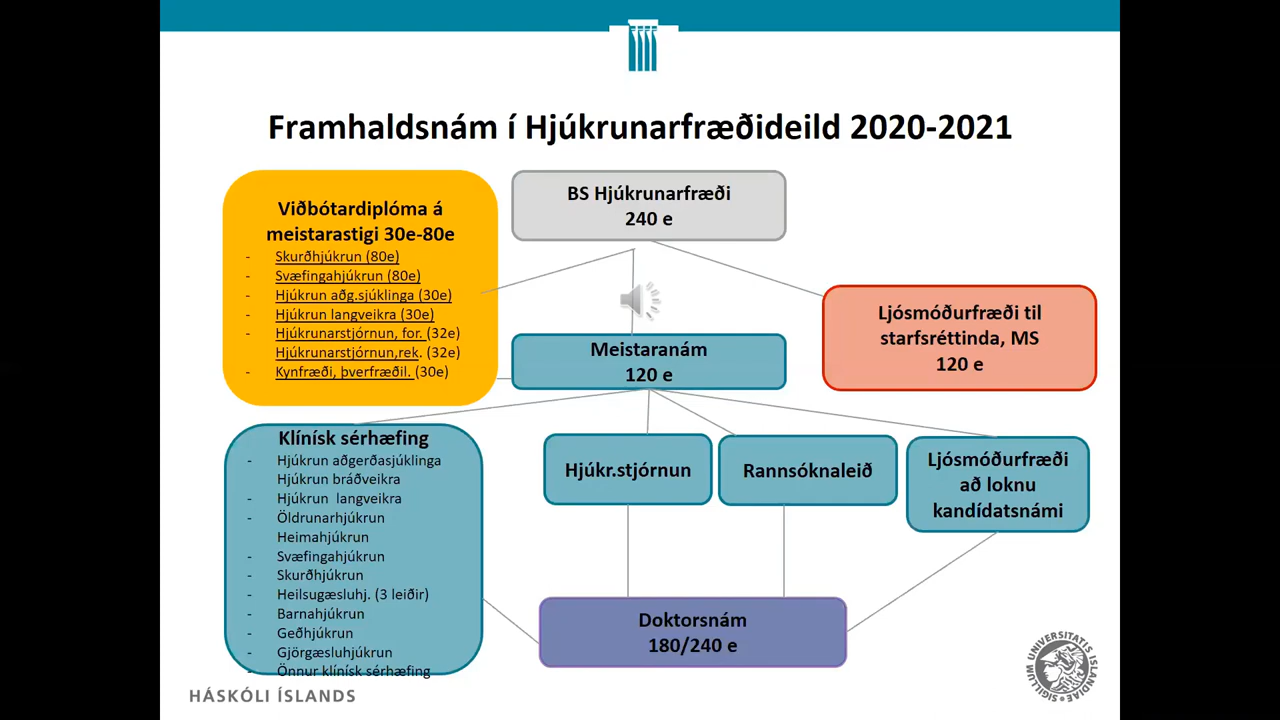 Framhaldsnám í Hjúkrunarfræðideild 2020-2021
Viðbótardiplóma á
meistarastigi 30e-80e
- Skurðhjúkrun (80e)
- Svæfingahjúkrun (80e)
- Hjúkrun aðg.sjúklinga (30e)
- Hjúkrun langveikra (30e)
- Hjúkrunarstjórnun, for. (32e)
Hjúkrunarstjórnun,rek. (32e)
- Kynfræði, þverfræðil. (30e)
BS Hjúkrunarfræði
240 e
Ljósmóðurfræði til
starfsréttinda, MS
120 e
Meistaranám
120 e
Klínísk sérhæfing
- Hjúkrun aðgerðasjúklinga
Hjúkrun bráðveikra
- Hjúkrun langveikra
- Öldrunarhjúkrun
Heimahjúkrun
- Svæfingahjúkrun
- Skurðhjúkrun
- Heilsugæsluhj. (3 leiðir)
- Barnahjúkrun
- Geðhjúkrun
- Gjörgæsluhjúkrun
- Önnur klínísk sérhæfing
Hjúkr.stjórnun
Rannsóknaleið
Ljósmóðurfræði
að loknu
kandídatsnámi
Doktorsnám
180/240 e
HÁSKÓLI ÍSLANDS
SIGILLUM UNIVERSITATIS ISLANDIAE